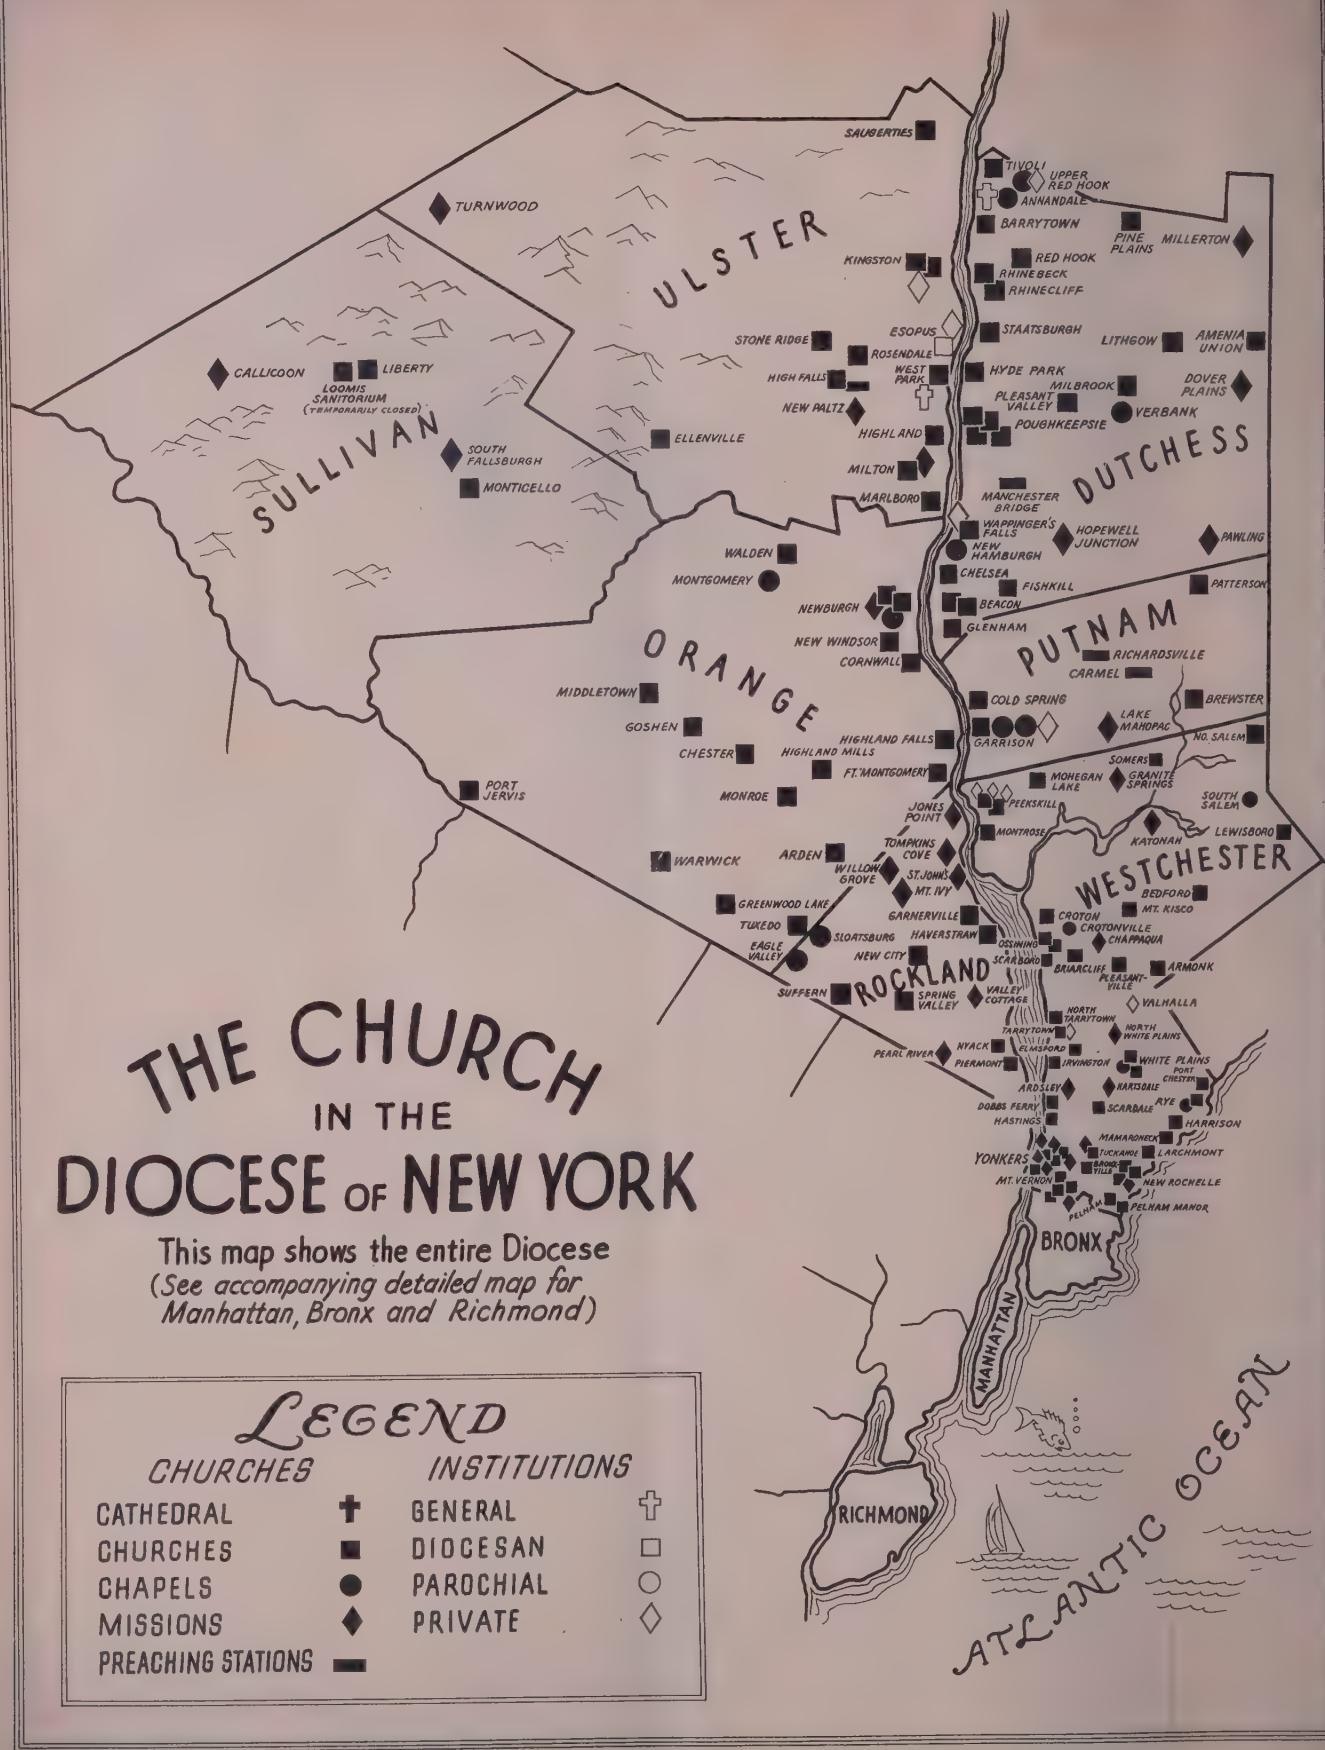 SAUGERTIES
TIVOLI
UPPER
RED HOOK
ANNANDALE
TURNWOOD
BARRYTOWN
PINE
PLAINS
MILLERTON
ULSTER
KINGSTON
RED HOOK
RHINEBECK
RHINECLIFF
ESOPUS
STAATSBURGH
STONE RIDGE
ROSENDALE
LITHGOW
AMENIA
UNION
CALLICOON
LIBERTY
LOOMIS
SANITORIUM
(TEMPORARILY CLOSED)
HIGH FALLS
WEST
PARK
HYDE PARK
MILBROOK
DOVER
PLAINS
PLEASANT
VALLEY
NEW PALTZ
VERBANK
POUGHKEEPSIE
SULLIVAN
ELLENVILLE
HIGHLAND
DUTCHESS
SOUTH
FALLSBURGH
MONTICELLO
MILTON
MARLBORO
MANCHESTER
BRIDGE
WAPPINGER'S
FALLS
HOPEWELL
JUNCTION
PAWLING
WALDEN
NEW
HAMBURGH
MONTGOMERY
CHELSEA
FISHKILL
PATTERSON
NEWBURGH
BEACON
GLENHAM
PUTNAM
ORANGE
NEW WINDSOR
CORNWALL
RICHARDSVILLE
CARMEL
MIDDLETOWN
COLD SPRING
BREWSTER
GOSHEN
LAKE
MAHOPAC
GARRISON
NO. SALEM
HIGHLAND FALLS
CHESTER
HIGHLAND MILLS
FT. MONTGOMERY
SOMERS
MOHEGAN
LAKE
GRANITE
SPRINGS
PORT
JERVIS
MONROE
PEEKSKILL
SOUTH
SALEM
JONES
POINT
MONTROSE
KATONAH
LEWISBORO
WARWICK
ARDEN
TOMPKINS
COVE
WILLOW
GROVE
ST. JOHN'S
MT. IVY
WESTCHESTER
BEDFORD
MT. KISCO
GREENWOOD LAKE
GARNERVILLE
CROTON
CROTONVILLE
TUXEDO
SLOATSBURG
HAVERSTRAW
OSSINING
CHAPPAQUA
EAGLE
VALLEY
NEW CITY
SCARBORO
BRIARCLIFF
PLEASANT-
VILLE
ARMONK
ROCKLAND
SUFFERN
SPRING
VALLEY
VALLEY
COTTAGE
VALHALLA
NORTH
TARRYTOWN
TARRYTOWN
NORTH
WHITE PLAINS
PEARL RIVER
NYACK
ELMSFORD
PIERMONT
IRVINGTON
WHITE PLAINS
PORT
CHESTER
ARDSLEY
HARTSDALE
DOBBS FERRY
SCARDALE
RYE
HASTINGS
HARRISON
MAMARONECK
YONKERS
TUCKAHOE
LARCHMONT
BRONX-
VILLE
MT. VERNON
NEW ROCHELLE
PELHAM
PELHAM MANOR
BRONX
MANHATTAN
RICHMOND
ATLANTIC OCEAN
THE CHURCH
IN THE
DIOCESE OF NEW YORK
This map shows the entire Diocese
(See accompanying detailed map for
Manhattan, Bronx and Richmond)
LEGEND
CHURCHES INSTITUTIONS
CATHEDRAL GENERAL
CHURCHES DIOCESAN
CHAPELS PAROCHIAL
MISSIONS PRIVATE
PREACHING STATIONS